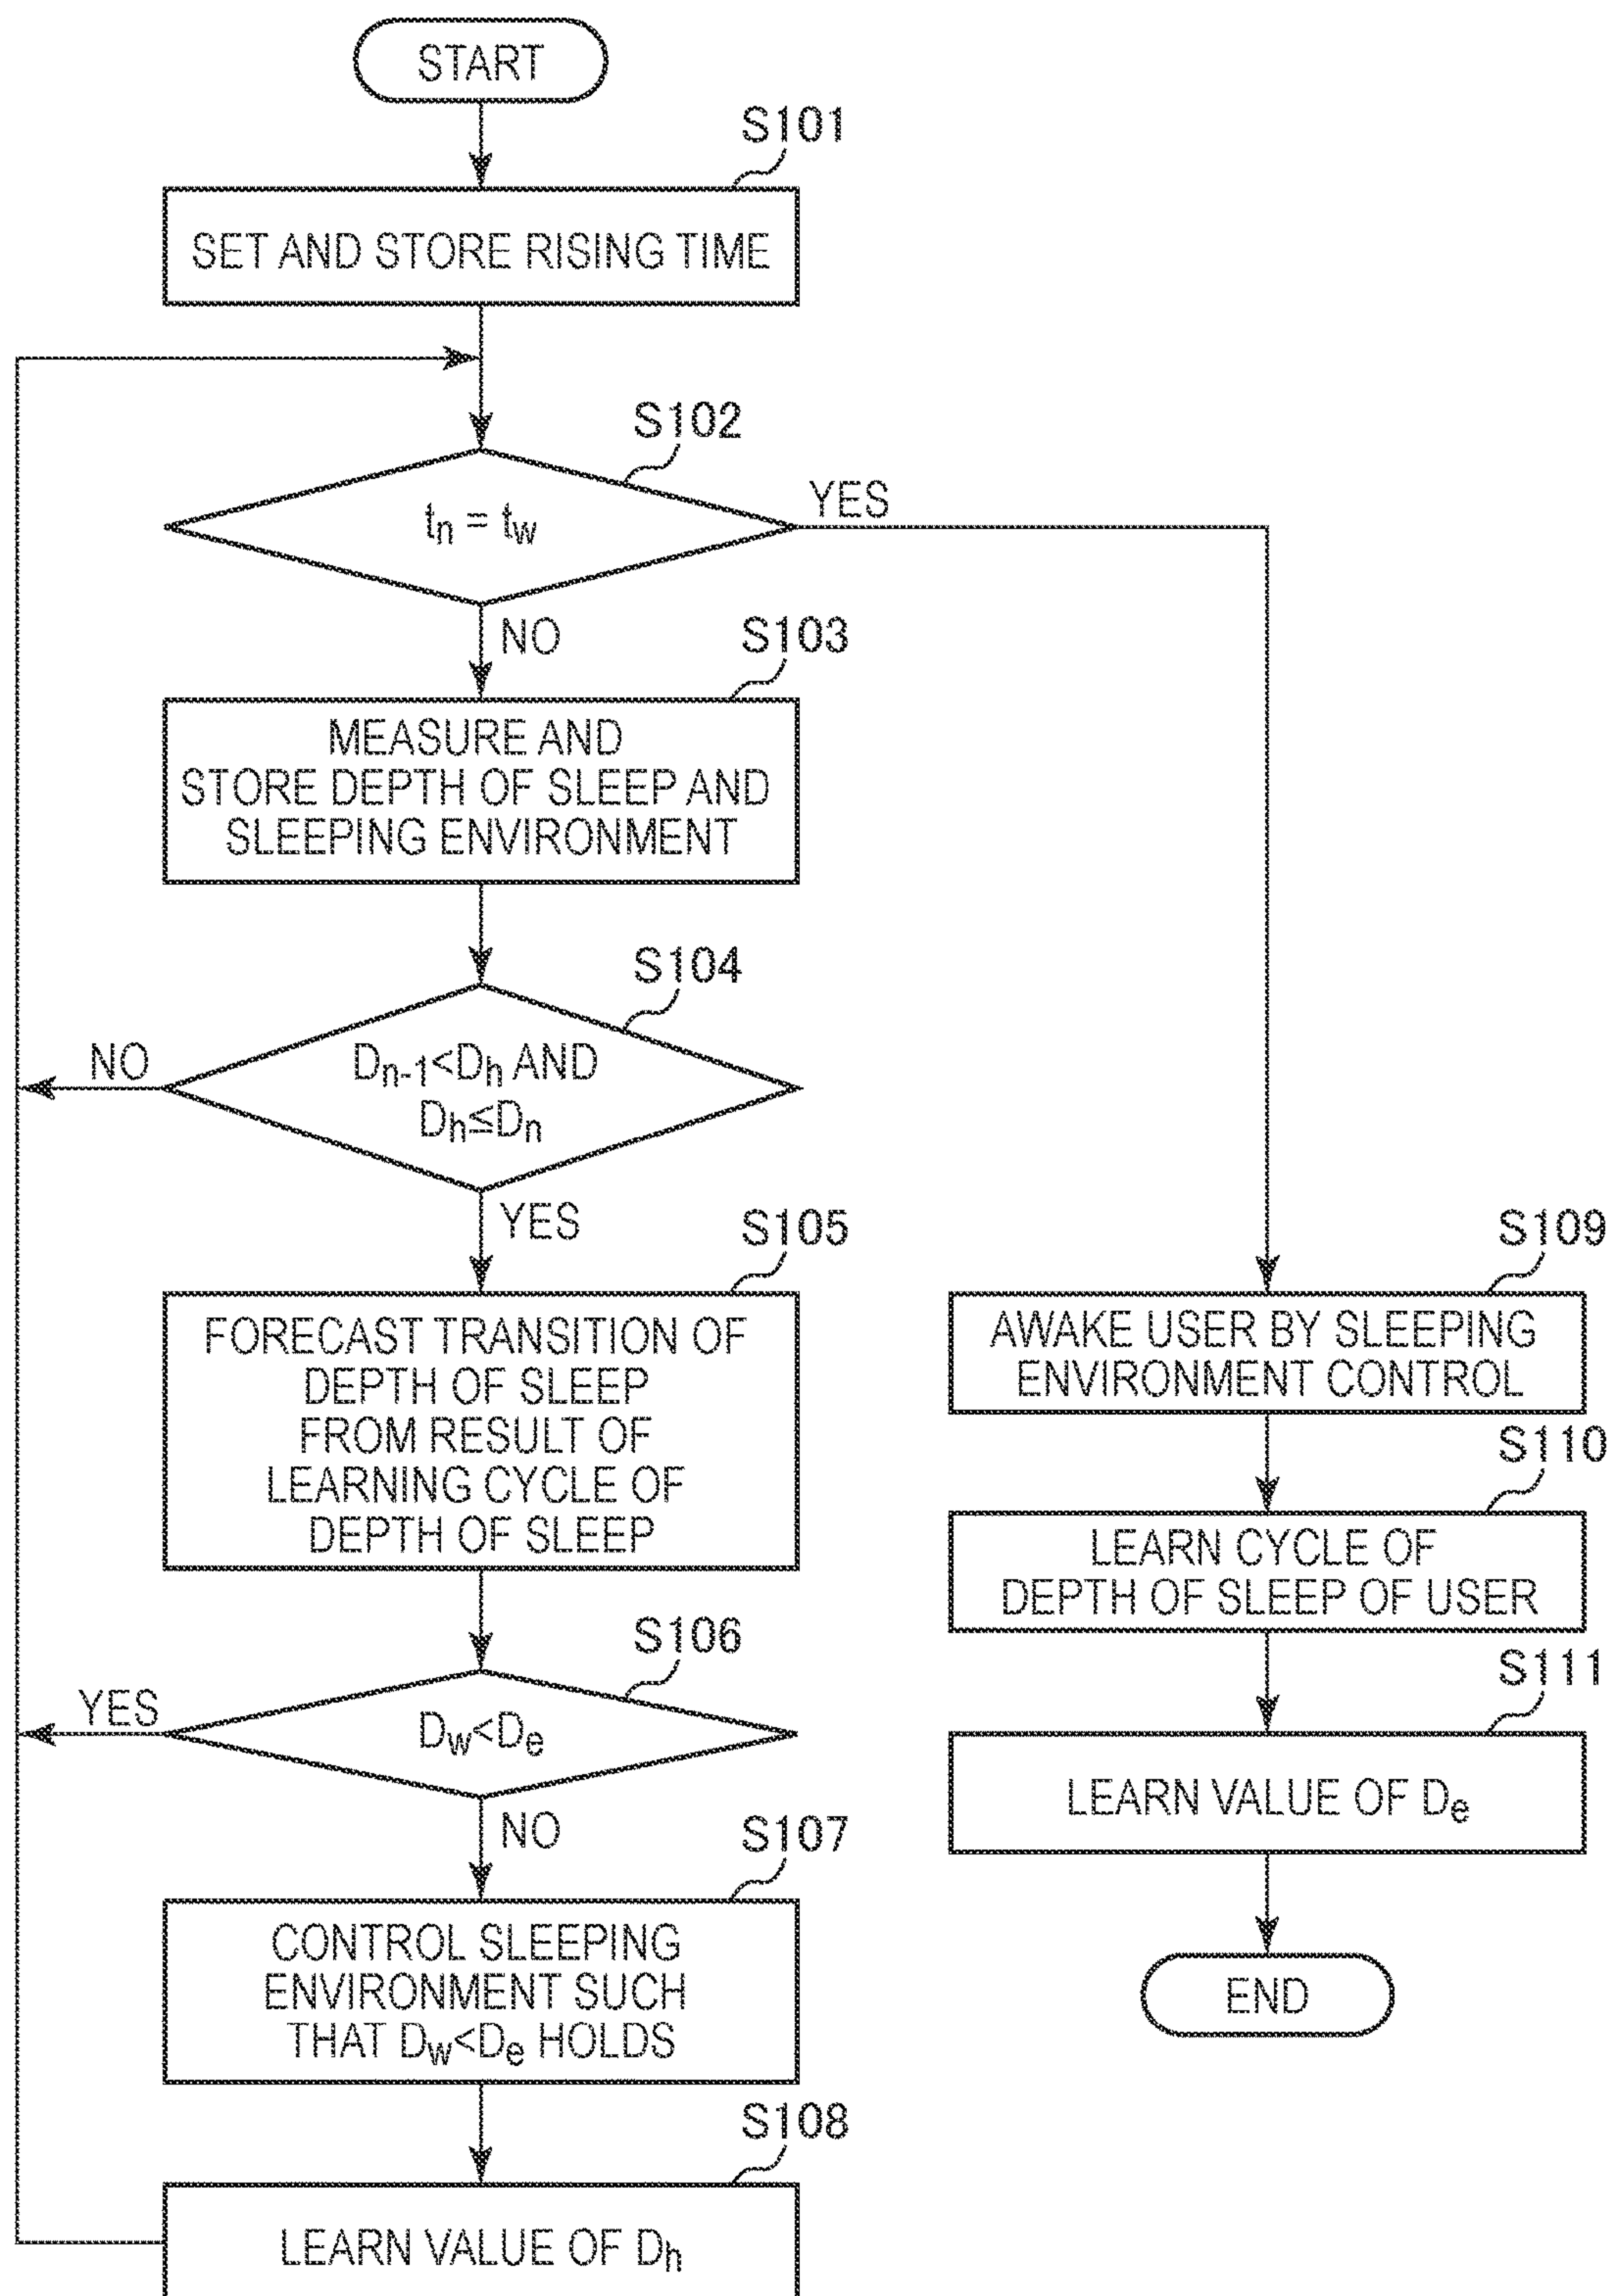 START
S101
SET AND STORE RISING TIME
S102
tn = tw
YES
NO
S103
MEASURE AND
STORE DEPTH OF SLEEP AND
SLEEPING ENVIRONMENT
S104
NO
Dn-1<Dh AND
Dh≤Dn
YES
S105
FORECAST TRANSITION OF
DEPTH OF SLEEP
FROM RESULT OF
LEARNING CYCLE OF
DEPTH OF SLEEP
S106
YES
Dw<De
NO
S107
CONTROL SLEEPING
ENVIRONMENT SUCH
THAT Dw<De HOLDS
S108
LEARN VALUE OF Dh
S109
AWAKE USER BY SLEEPING
ENVIRONMENT CONTROL
S110
LEARN CYCLE OF
DEPTH OF SLEEP OF USER
S111
LEARN VALUE OF De
END